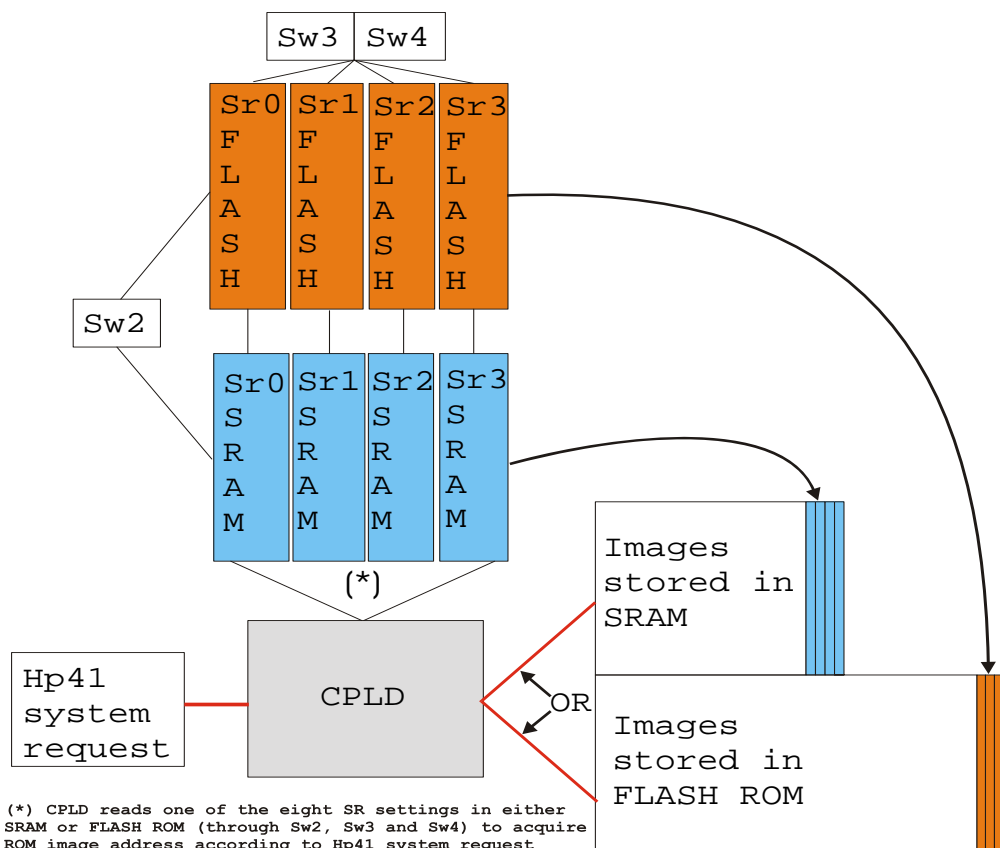 Sw3 Sw4
Sr0 Sr1 Sr2 Sr3
F F F F
L L L L
A A A A
S S S S
H H H H
Sw2
Sr0 Sr1 Sr2 Sr3
S S S S
R R R R
A A A A
M M M M
(*)
Images
stored in
SRAM
Hp41
system
request
CPLD
OR
Images
stored in
FLASH ROM
(*) CPLD reads one of the eight SR settings in either
SRAM or FLASH ROM (through Sw2, Sw3 and Sw4) to acquire
ROM image address according to Hp41 system request